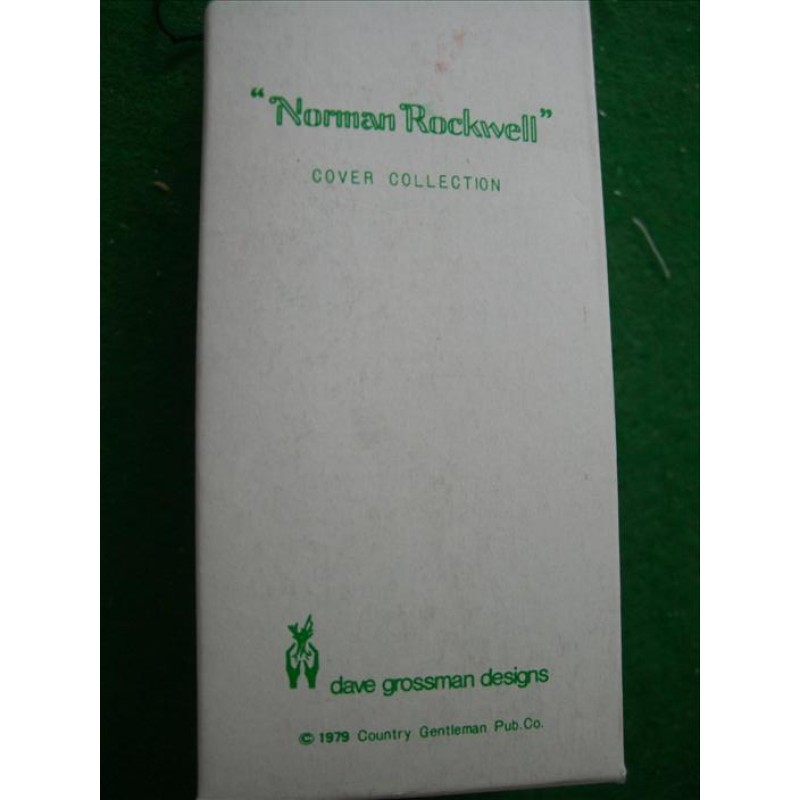 "Norman Rockwell"
COVER COLLECTION
dave grossman designs
© 1979 Country Gentleman Pub.Co.